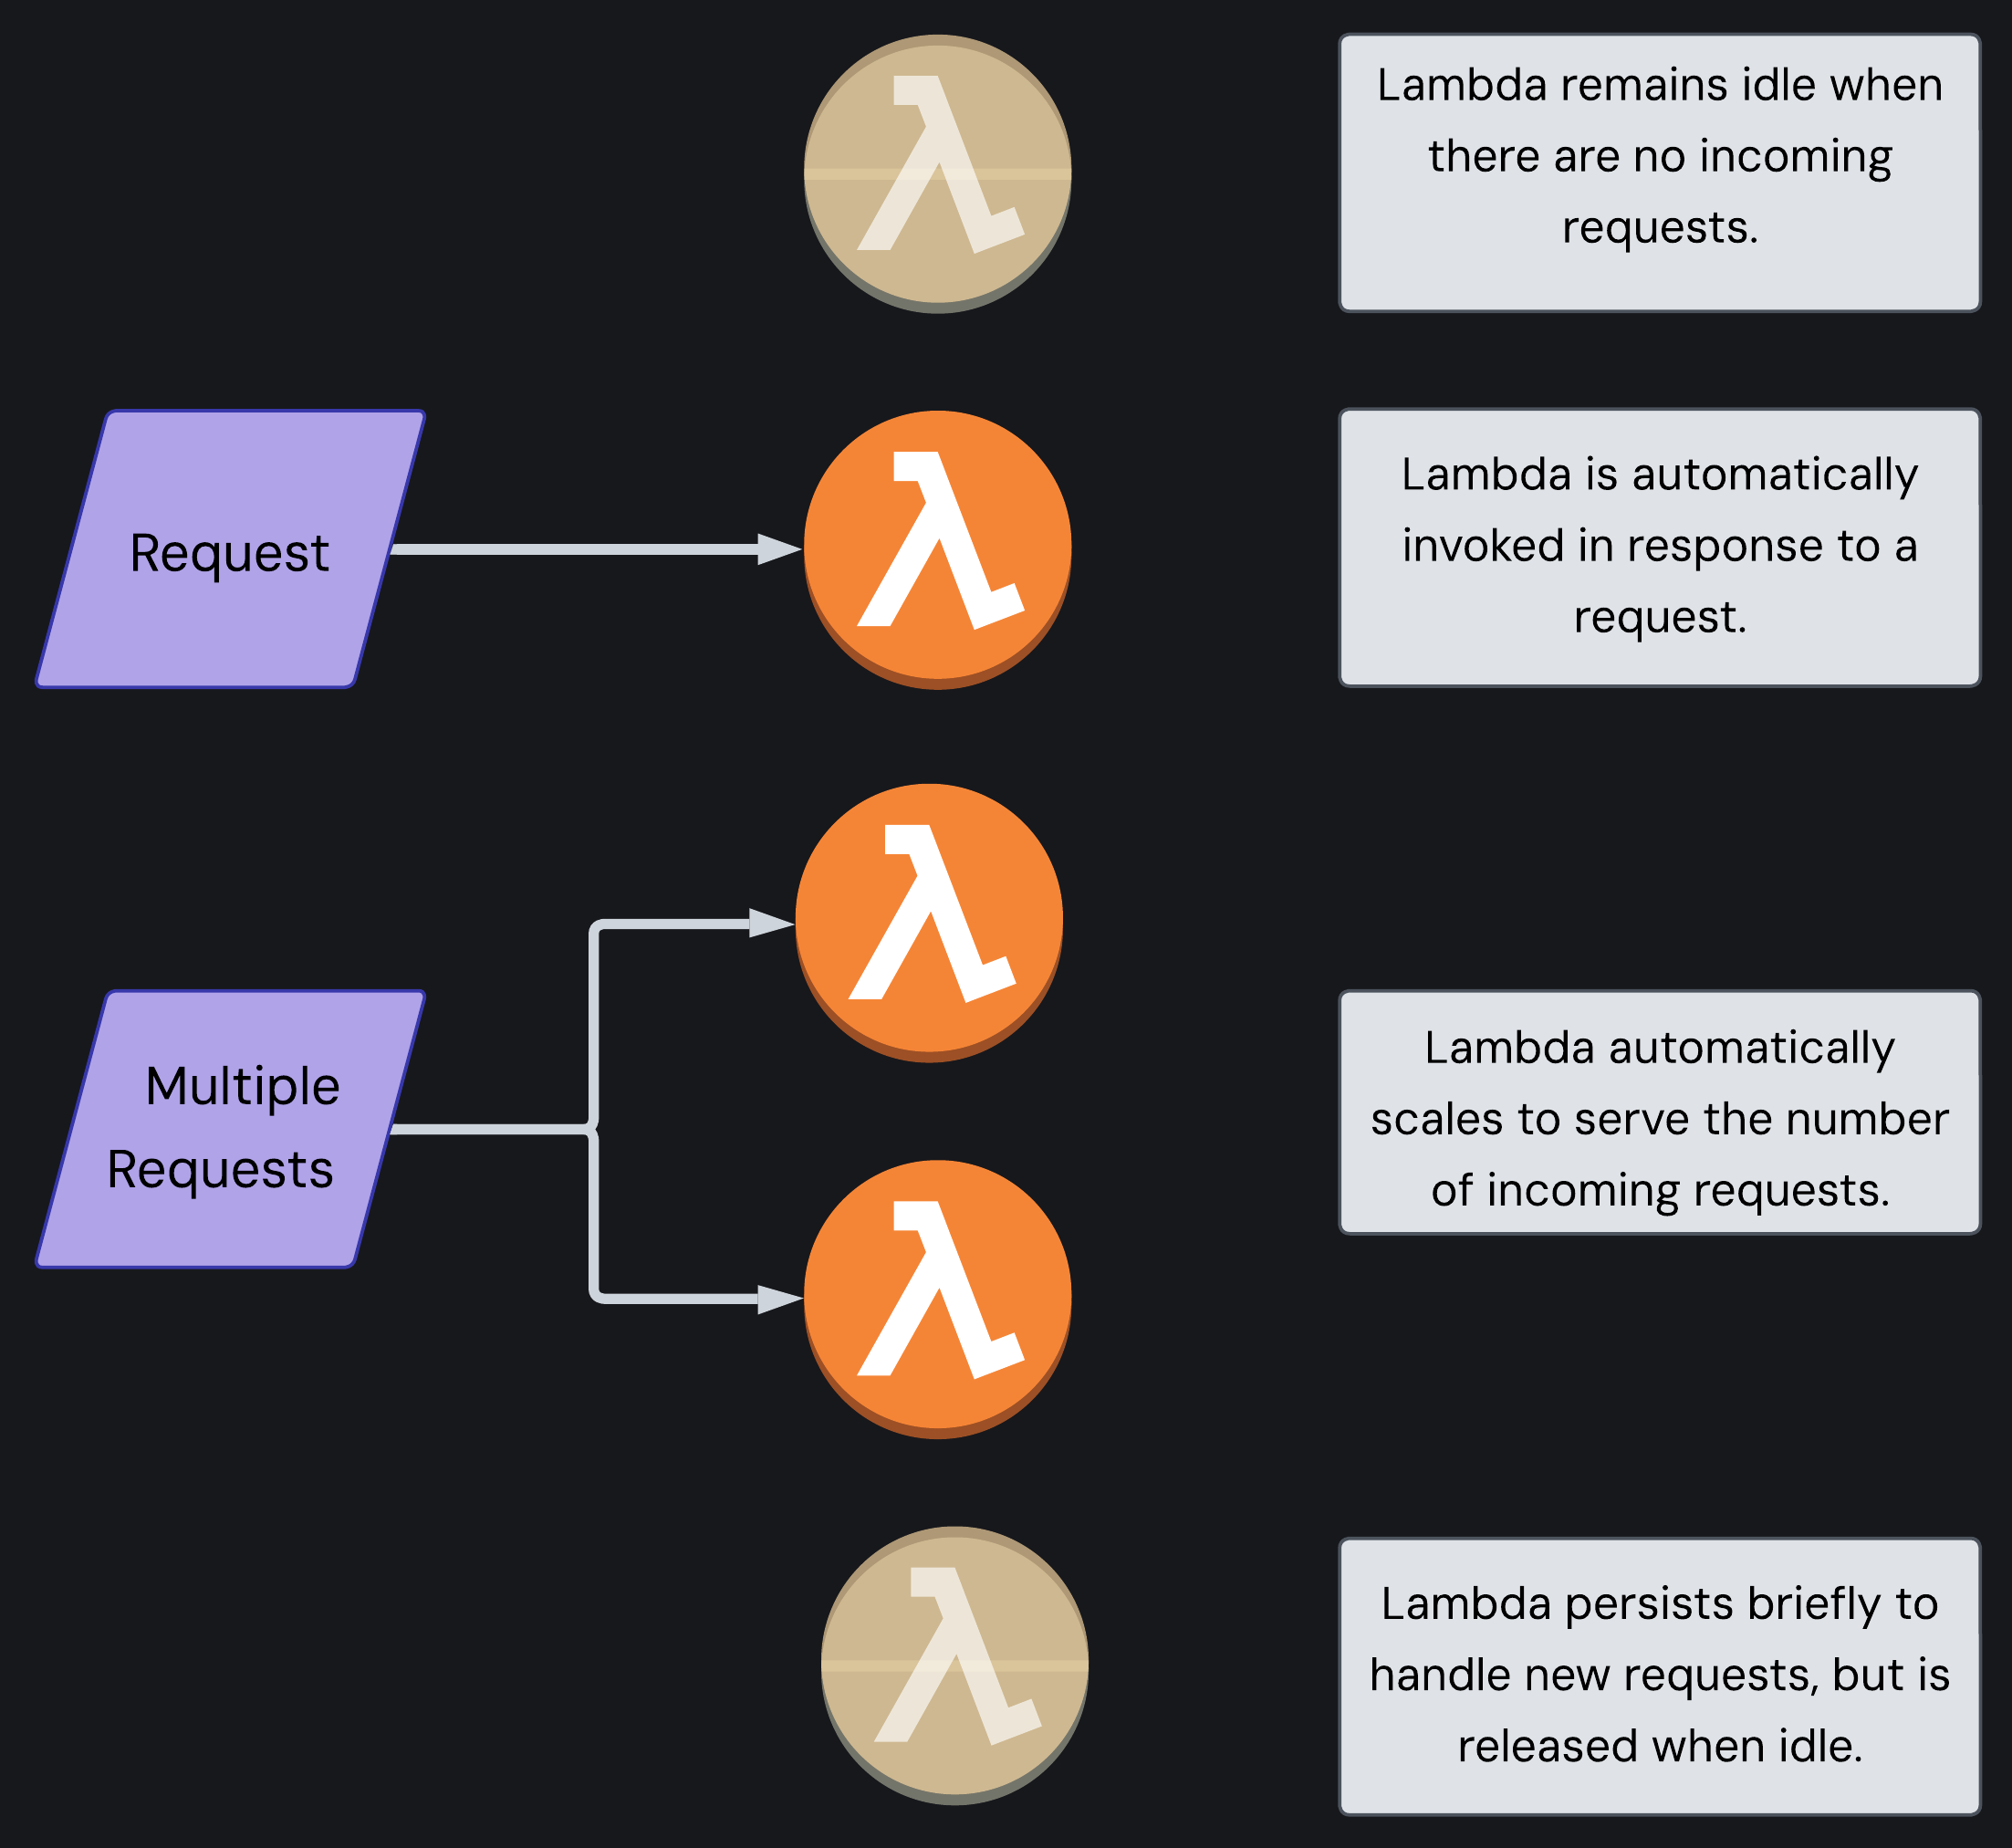 Lambda remains idle when
there are no incoming
requests.
Request
Lambda is automatically
invoked in response to a
request.
Multiple
Requests
Lambda automatically
scales to serve the number
of incoming requests.
Lambda persists briefly to
handle new requests, but is
released when idle.